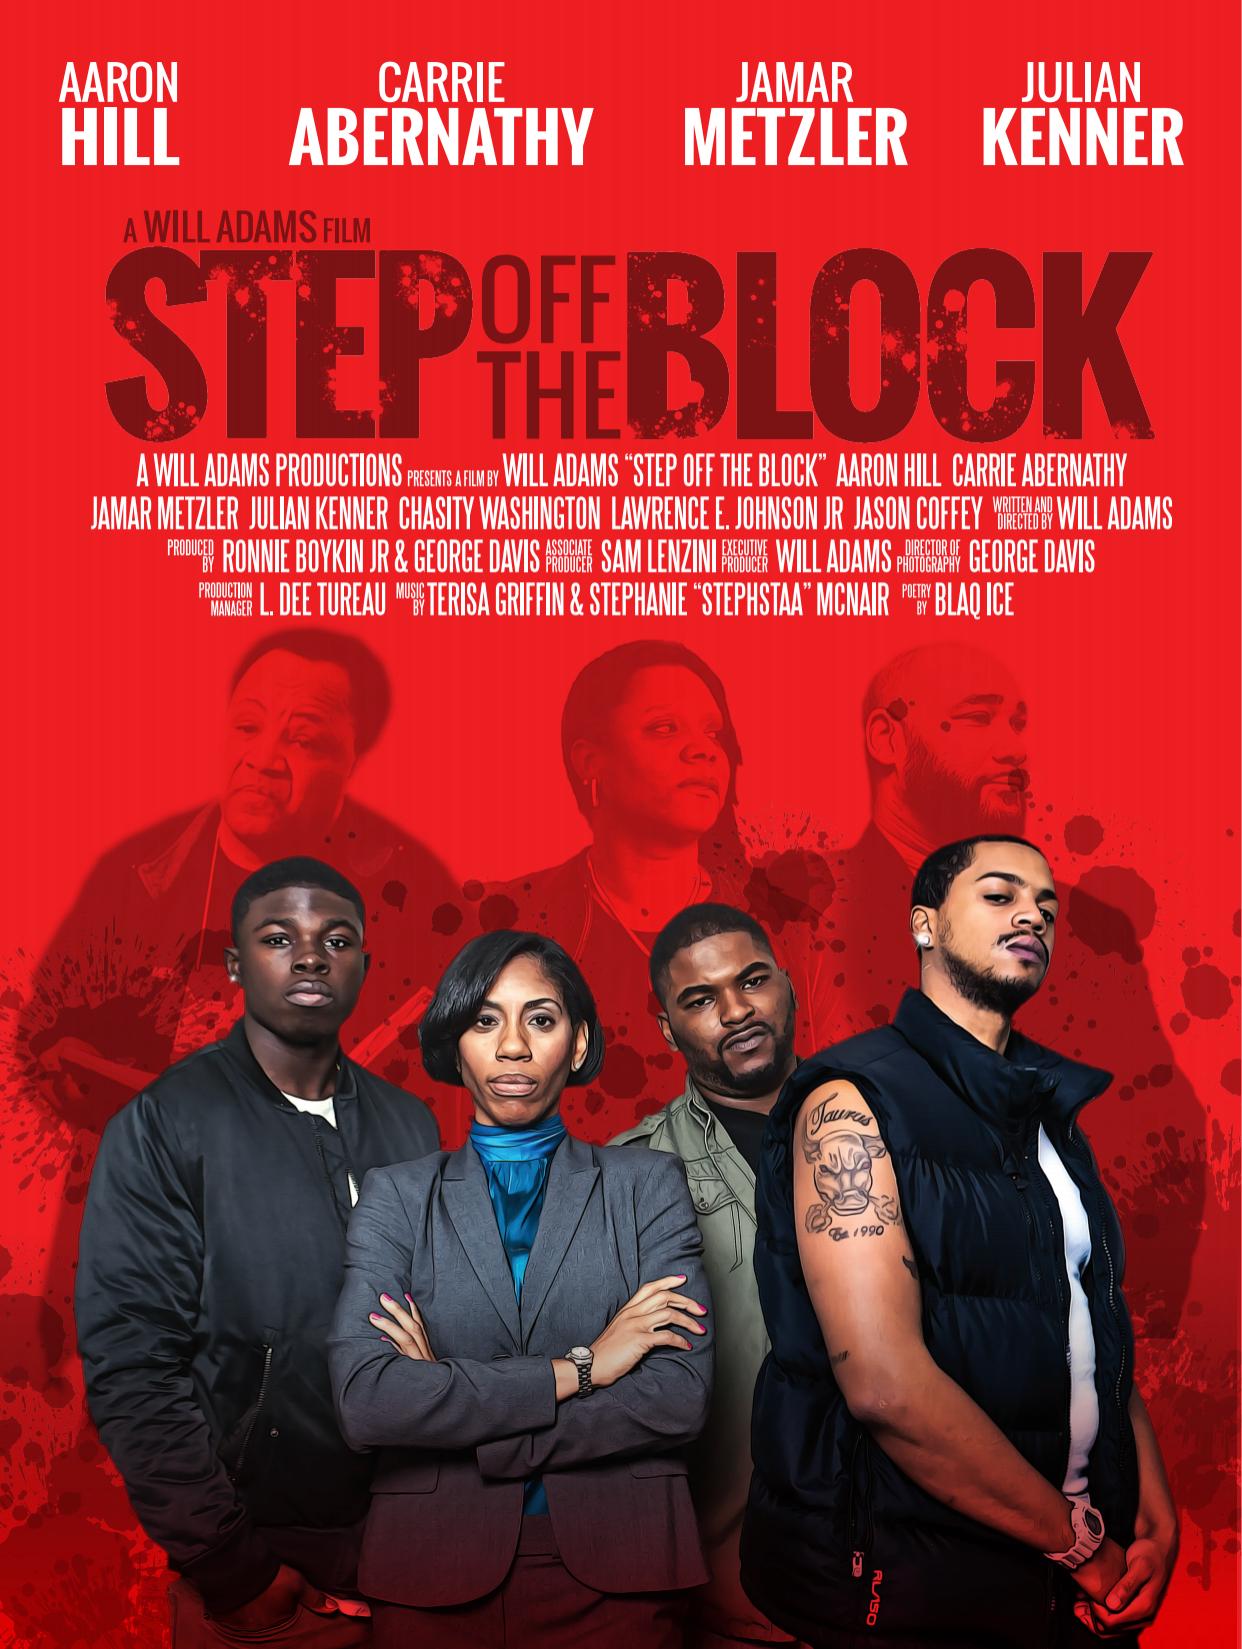 AARON CARRIE JAMAR JULIAN
HILL ABERNATHY METZLER KENNER
A WILL ADAMS FILM
STEP OFF THE BLOCK
A WILL ADAMS PRODUCTIONS PRESENTS A FILM BY WILL ADAMS “STEP OFF THE BLOCK” AARON HILL CARRIE ABERNATHY
JAMAR METZLER JULIAN KENNER CHASITY WASHINGTON LAWRENCE E. JOHNSON JR JASON COFFEY WRITTEN AND DIRECTED BY WILL ADAMS
PRODUCED BY RONNIE BOYKIN JR & GEORGE DAVIS ASSOCIATE PRODUCER SAM LENZINI EXECUTIVE PRODUCER WILL ADAMS DIRECTOR OF PHOTOGRAPHY GEORGE DAVIS
PRODUCTION MANAGER L. DEE TUREAU MUSIC BY TERISA GRIFFIN & STEPHANIE “STEPHSTAA” MCNAIR POETRY BY BLAQ ICE
Taurus
1990